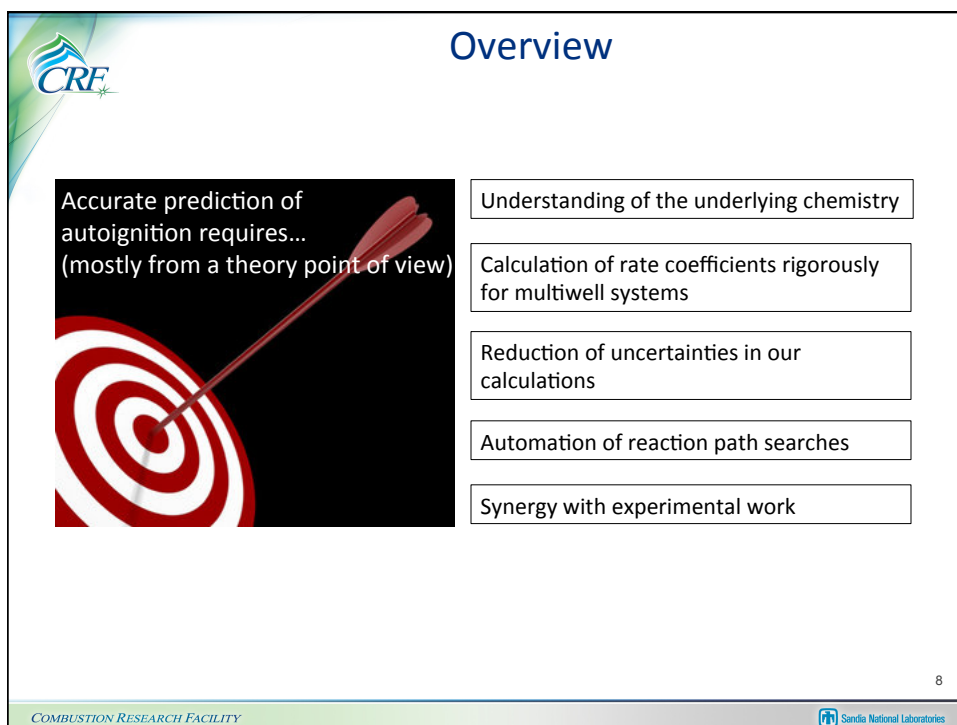 CRF
Overview
Accurate prediction of
autoignition requires…
(mostly from a theory point of view)
Understanding of the underlying chemistry
Calculation of rate coefficients rigorously
for multiwell systems
Reduction of uncertainties in our
calculations
Automation of reaction path searches
Synergy with experimental work
8
COMBUSTION RESEARCH FACILITY
Sandia National Laboratories